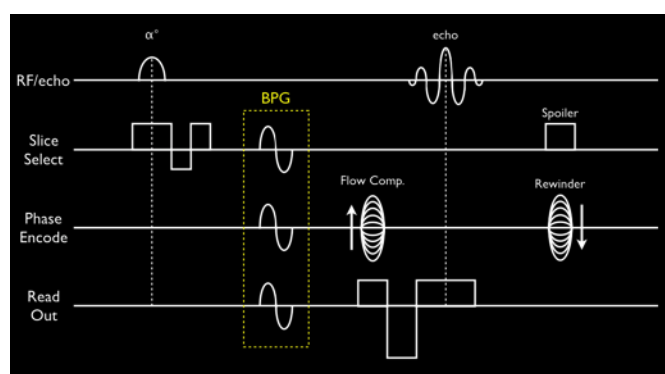 α°
echo
RF/echo
BPG
Spoiler
Slice
Select
Flow Comp.
Rewinder
Phase
Encode
Read
Out